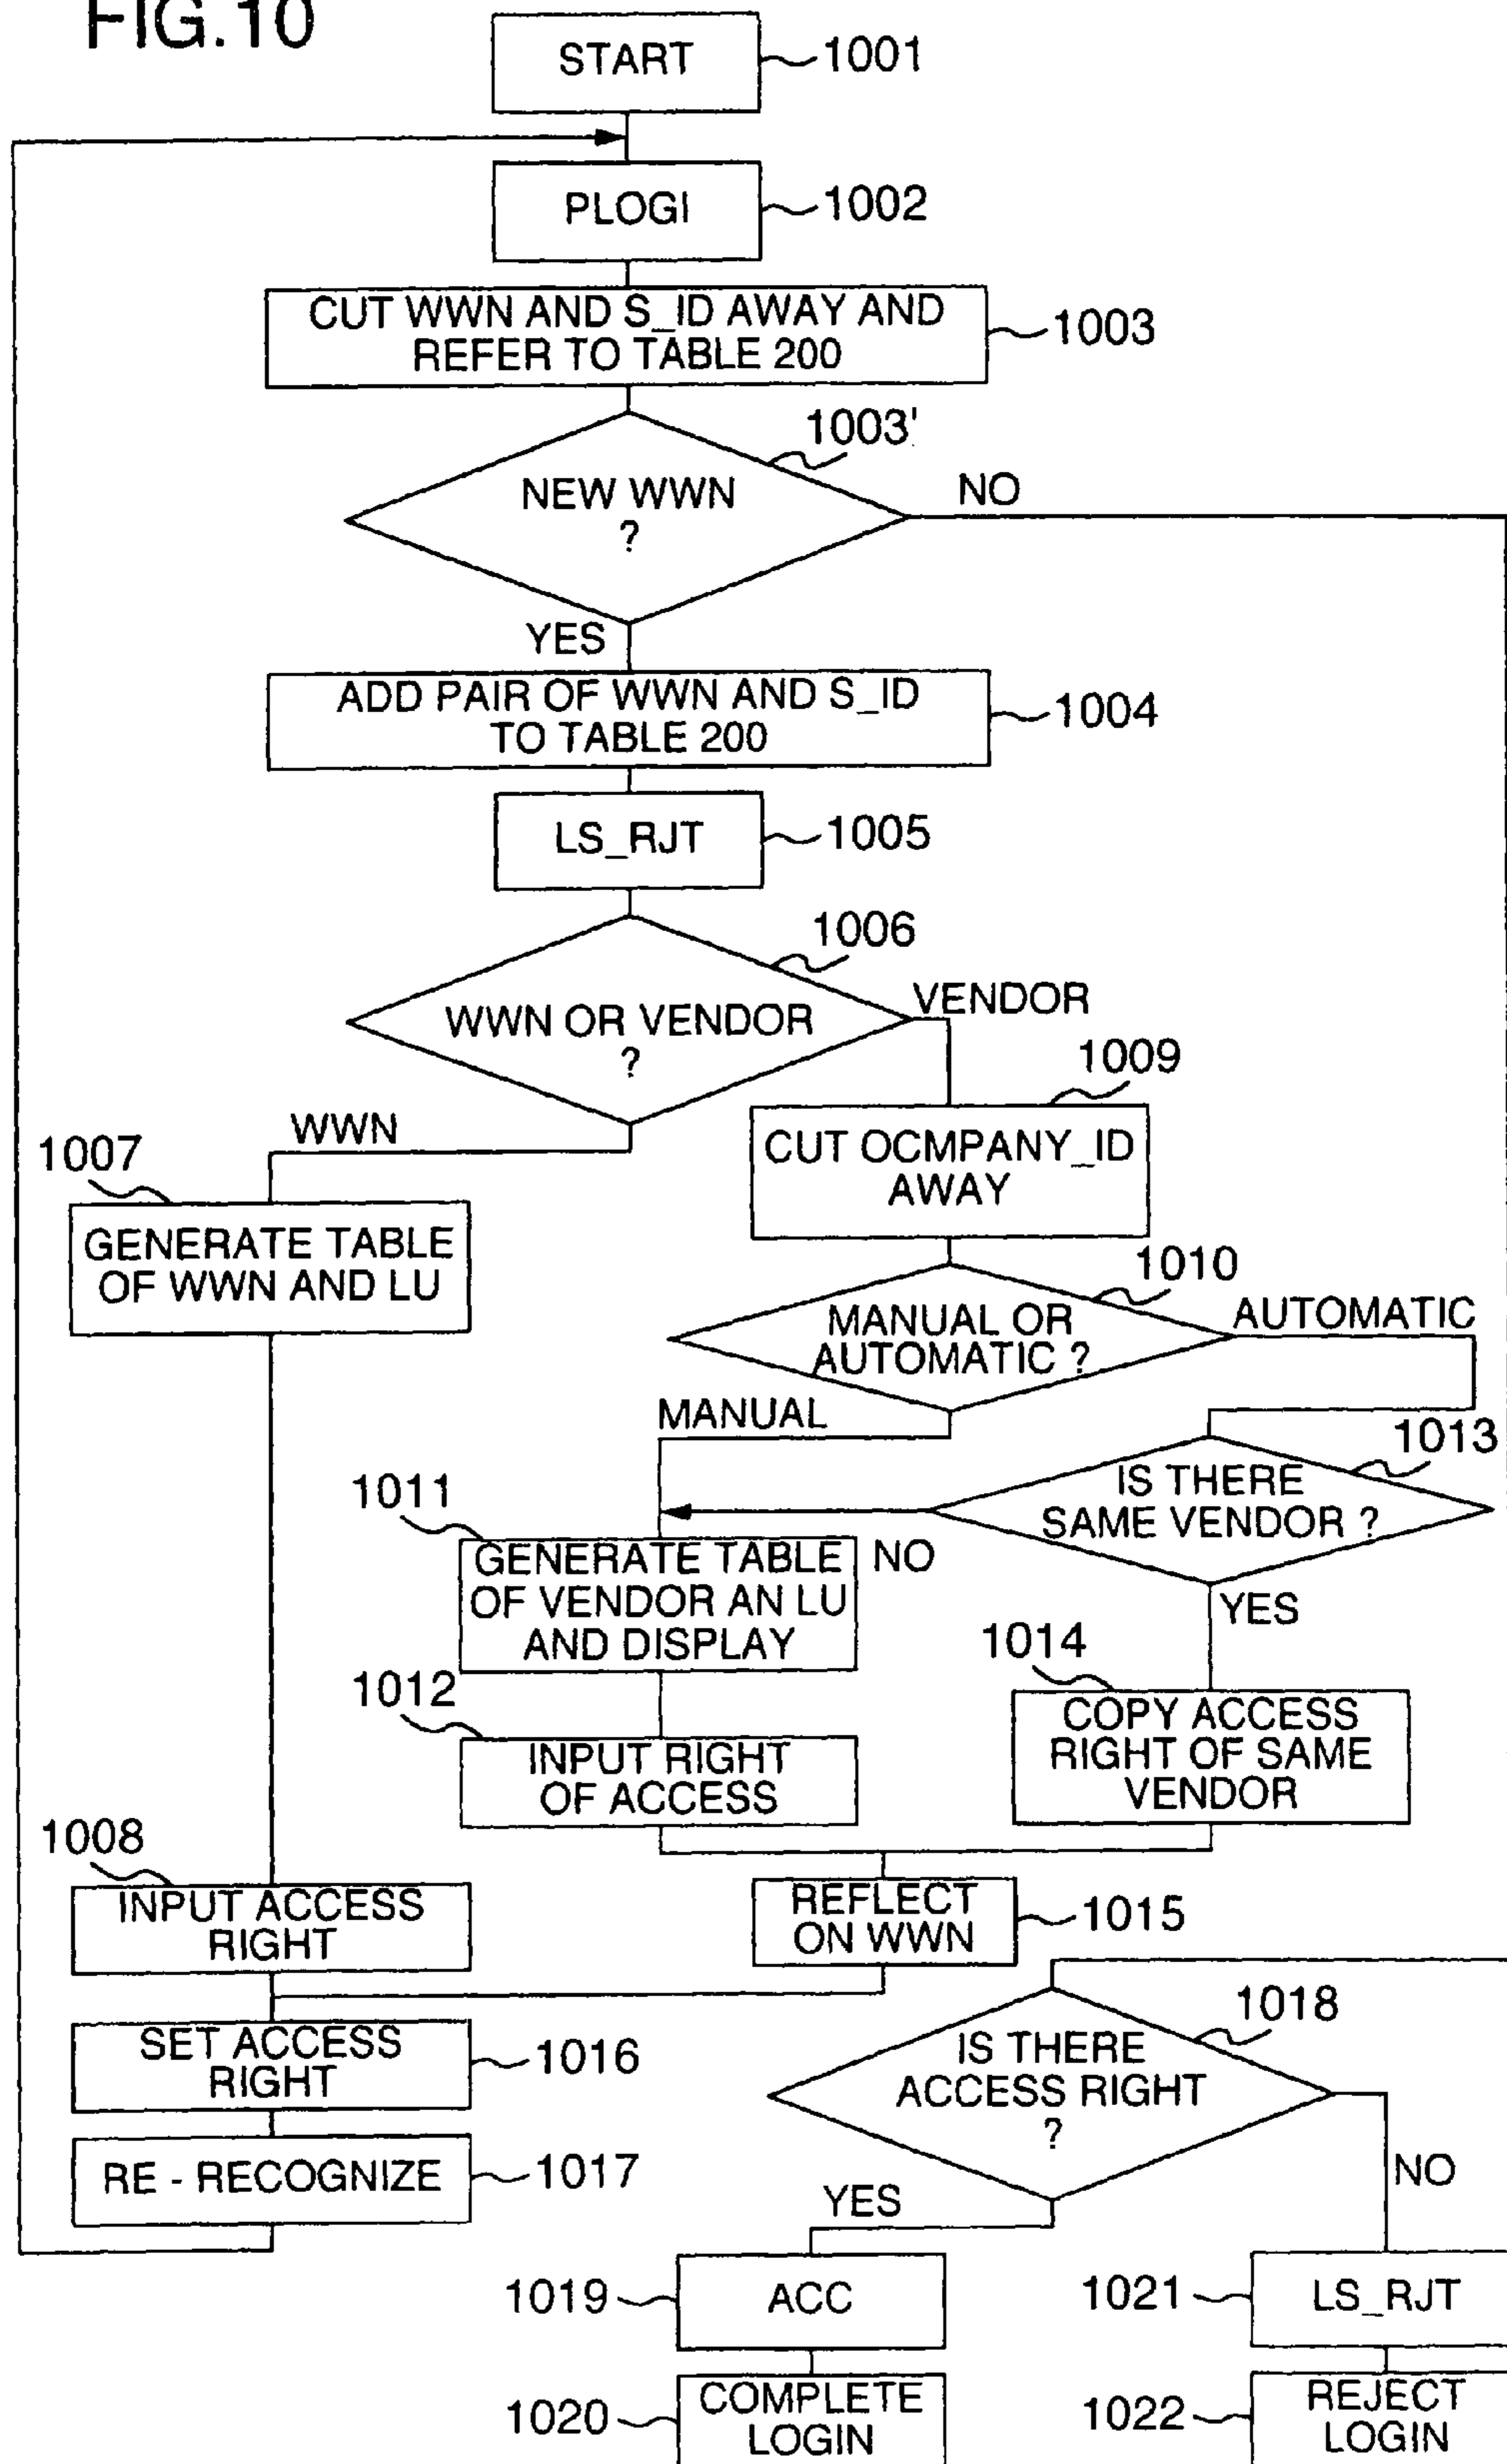 FIG.10
START
1001
PLOGI
1002
CUT WWN AND S_ID AWAY AND
REFER TO TABLE 200
1003
1003'
NEW WWN
?
NO
YES
ADD PAIR OF WWN AND S_ID
TO TABLE 200
1004
LS_RJT
1005
1006
WWN OR VENDOR
?
VENDOR
WWN
1009
CUT OCMPANY_ID
AWAY
1007
GENERATE TABLE
OF WWN AND LU
1010
MANUAL OR
AUTOMATIC ?
AUTOMATIC
MANUAL
1013
IS THERE
SAME VENDOR ?
NO
YES
1011
GENERATE TABLE
OF VENDOR AN LU
AND DISPLAY
1014
COPY ACCESS
RIGHT OF SAME
VENDOR
1012
INPUT RIGHT
OF ACCESS
1008
INPUT ACCESS
RIGHT
REFLECT
ON WWN
1015
SET ACCESS
RIGHT
1016
1018
IS THERE
ACCESS RIGHT
?
RE - RECOGNIZE
1017
YES
NO
1019
ACC
1021
LS_RJT
1020
COMPLETE
LOGIN
1022
REJECT
LOGIN